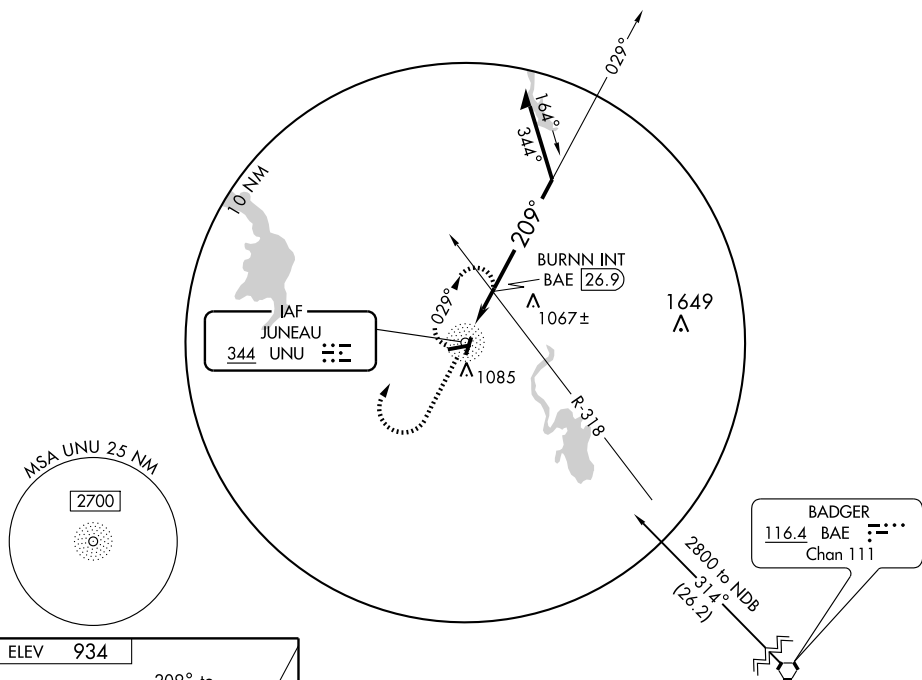 029°
164°
344°
10 NM
209°
BURNN INT
BAE 26.9
1649
1067±
029°
IAF
JUNEAU
344 UNU
1085
R-318
MSA UNU 25 NM
2700
BADGER
116.4 BAE
Chan 111
2800 to NDB
314°
(26.2)
ELEV 934
209° to